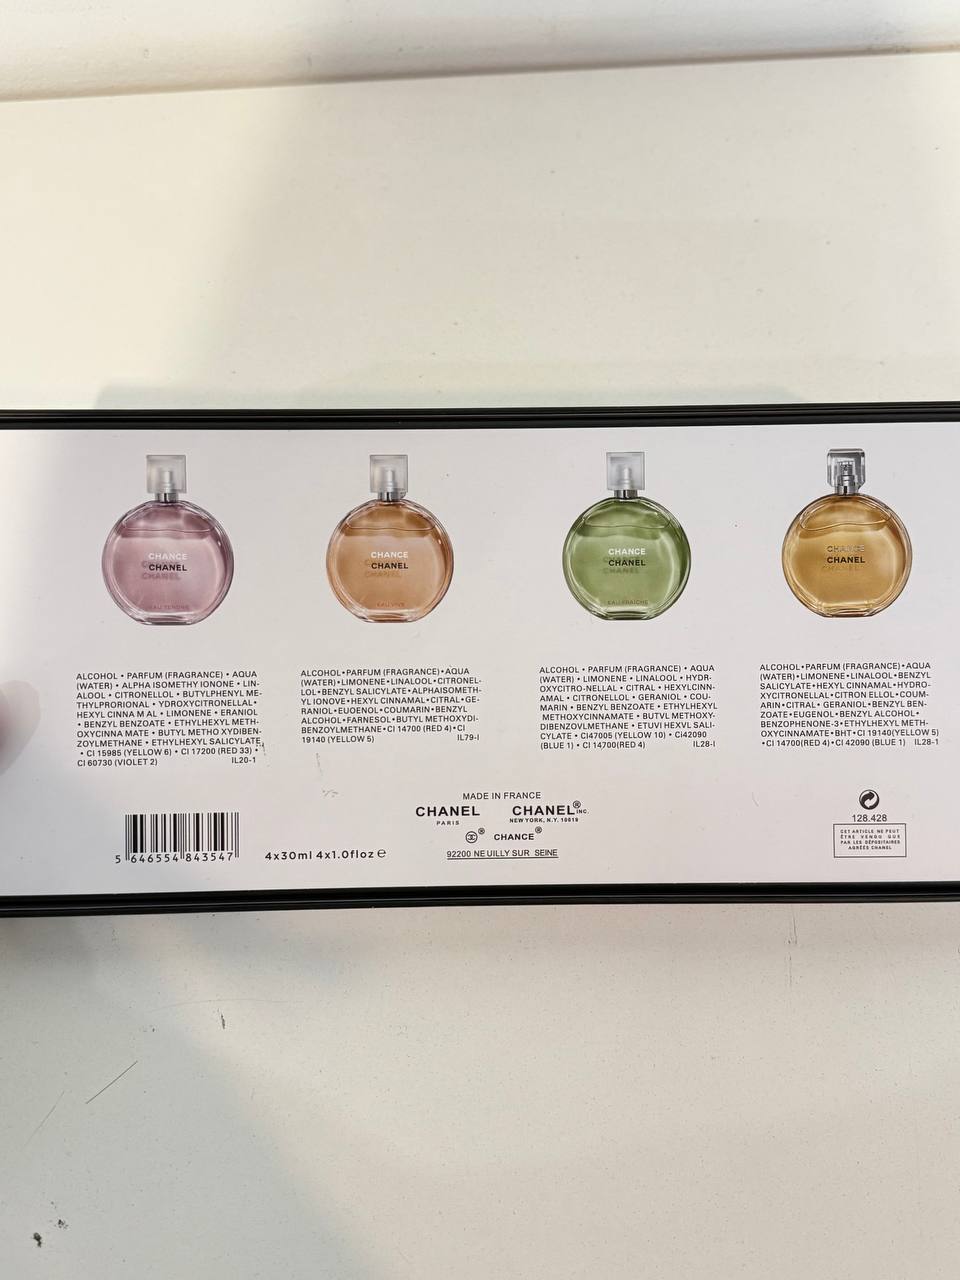 CHANCE
CHANEL
CHANEL
EAU TENDRE
CHANCE
CHANEL
CHANEL
EAU VIVE
CHANCE
CHANEL
CHANEL
EAU FRAÎCHE
CHANCE
CHANEL
CHANEL
ALCOHOL • PARFUM (FRAGRANCE) • AQUA
(WATER) • ALPHA ISOMETHY IONONE • LIN-
ALOOL • CITRONELLOL • BUTYLPHENYL ME-
THYLPRORIONAL • YDROXYCITRONELLAL •
HEXYL CINNA M AL • LIMONENE • ERANIOL
• BENZYL BENZOATE • ETHYLHEXYL METH-
OXYCINNA MATE • BUTYL METHO XYDIBEN-
ZOYLMETHANE • ETHYLHEXYL SALICYLATE
• CI 15985 (YELLOW 6) • CI 17200 (RED 33) •
CI 60730 (VIOLET 2) IL20-1
ALCOHOL•PARFUM (FRAGRANCE)•AQUA
(WATER)•LIMONENE•LINALOOL•CITRONEL-
LOL•BENZYL SALICYLATE•ALPHAISOMETH-
YL IONOVE•HEXYL CINNAMAL•CITRAL•GE-
RANIOL•EUOENOL•COUMARIN•BENZYL
ALCOHOL•FARNESOL•BUTYL METHOXYDI-
BENZOYLMETHANE•CI 14700 (RED 4)•CI
19140 (YELLOW 5) IL79-I
ALCOHOL • PARFUM (FRAGRANCE) • AQUA
(WATER) • LIMONENE • LINALOOL • HYDR-
OXYCITRO-NELLAL • CITRAL • HEXYLCINN-
AMAL • CITRONELLOL • GERANIOL • COU-
MARIN • BENZYL BENZOATE • ETHYLHEXYL
METHOXYCINNAMATE • BUTVL METHOXY-
DIBENZOVLMETHANE • ETUVI HEXVL SALI-
CYLATE • CI47005 (YELLOW 10) • Ci42090
(BLUE 1) • CI 14700(RED 4) IL28-I
ALCOHOL•PARFUM (FRAGRANCE)•AQUA
(WATER)•LIMONENE•LINALOOL•BENZYL
SALICYLATE•HEXYL CINNAMAL•HYDRO-
XYCITRONELLAL•CITRON ELLOL•COUM-
ARIN•CITRAL• GERANIOL•BENZYL BEN-
ZOATE•EUGENOL•BENZYL ALCOHOL•
BENZOPHENONE-3•ETHYLHEXYL METH-
OXYCINNAMATE•BHT•CI 19140(YELLOW 5)
•CI 14700(RED 4)•CI 42090 (BLUE 1) IL28-1
5 646554 843547
4x30ml 4x1.0floz e
MADE IN FRANCE
CHANEL CHANEL® INC.
PARIS NEW YORK, N.Y. 10019
® CHANCE®
92200 NEUILLY SUR SEINE
128.428
CET ARTICLE NE PEUT
ÊTRE VENDU QUE
PAR LES DÉPOSITAIRES
AGRÉÉS CHANEL